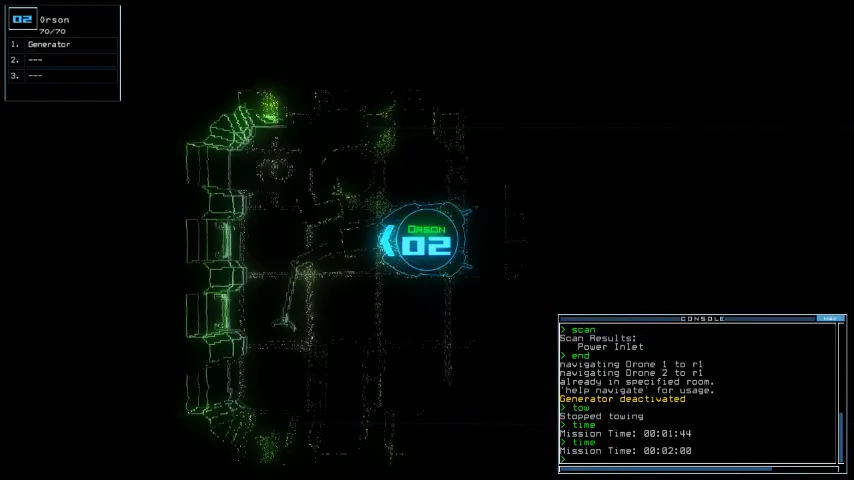 02 Orson
70/70
1. Generator
2. ---
3. ---
Orson
02
CONSOLE
> scan
Scan Results:
Power Inlet
> end
navigating Drone 1 to r1
navigating Drone 2 to r1
already in specified room.
'help navigate' for usage.
Generator deactivated
> tow
Stopped towing
> time
Mission Time: 00:01:44
> time
Mission Time: 00:02:00
>